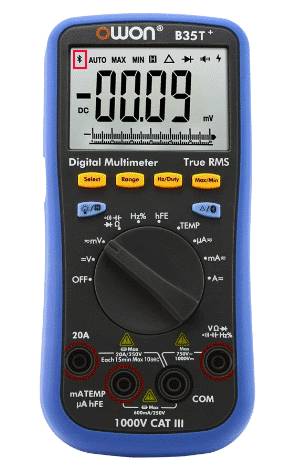 OWON® B35T+
AUTO MAX MIN H
-00.09
DC
mV
Digital Multimeter True RMS
Select Range Hz/Duty Max/Min
Hz% hFE
Ω TEMP
≂mV μA≂
=V mA≂
OFF A≂
20A VΩ
Hz%
Max 20A/250V
Each 15min Max 10sec
Max 750V~ 1000V⎓
mATEMP
μA hFE
COM
Max
600mA/250V
1000V CAT III